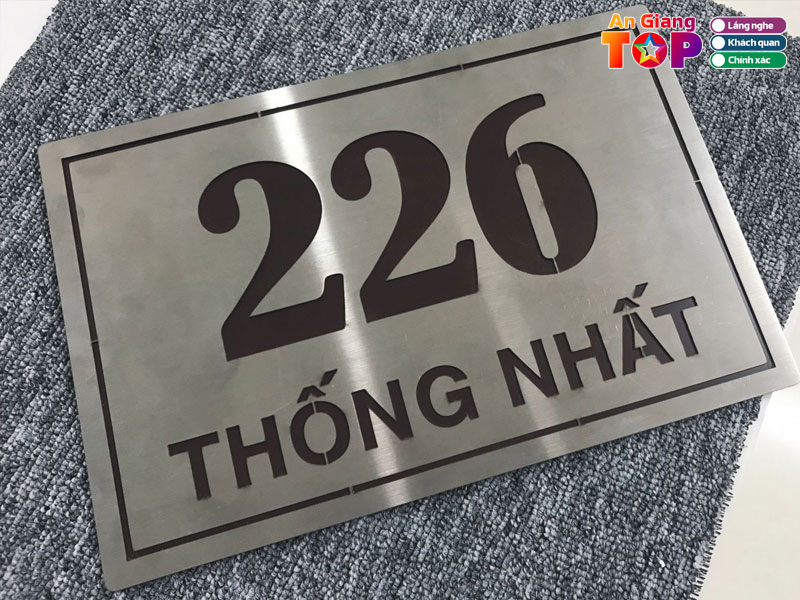 An Giang
TOP
Lắng nghe
Khách quan
Chính xác
226
THỐNG NHẤT